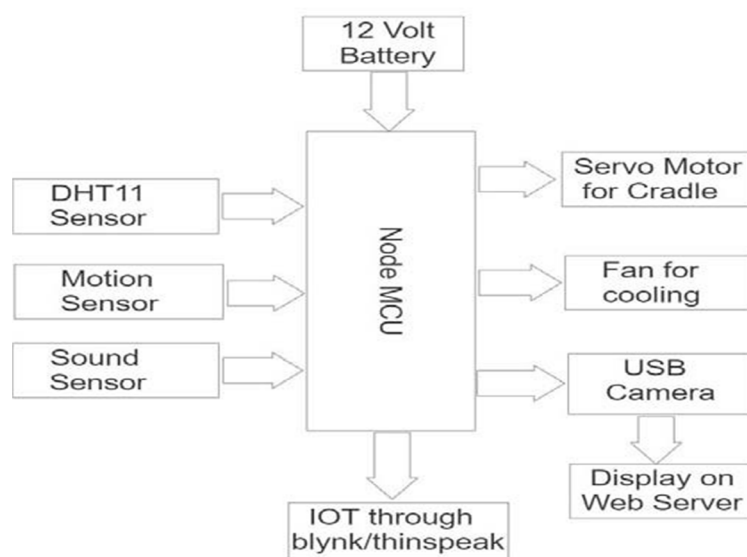 12 Volt
Battery
DHT11
Sensor
Motion
Sensor
Sound
Sensor
Node MCU
Servo Motor
for Cradle
Fan for
cooling
USB
Camera
Display on
Web Server
IOT through
blynk/thinspeak